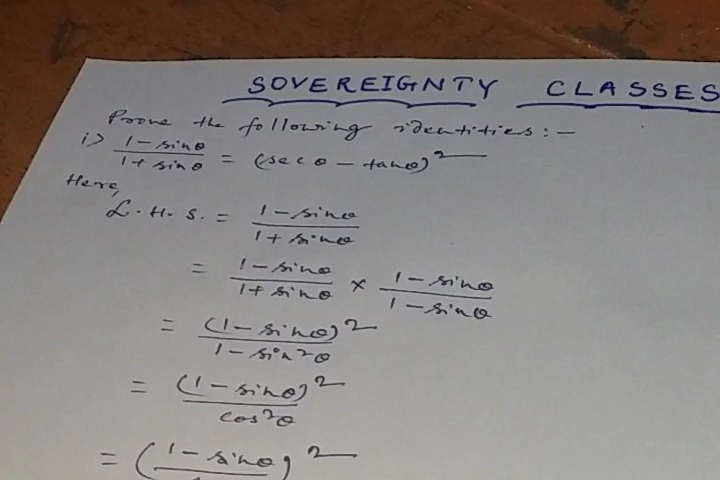 SOVEREIGNTY CLASSES
Prove the following identities:-
i> (1-sinθ)/(1+sinθ) = (secθ - tanθ)²
Here,
L.H.S. = (1-sinθ)/(1+sinθ)
= (1-sinθ)/(1+sinθ) × (1-sinθ)/(1-sinθ)
= (1-sinθ)²/(1-sin²θ)
= (1-sinθ)²/cos²θ
= (1-sinθ)²